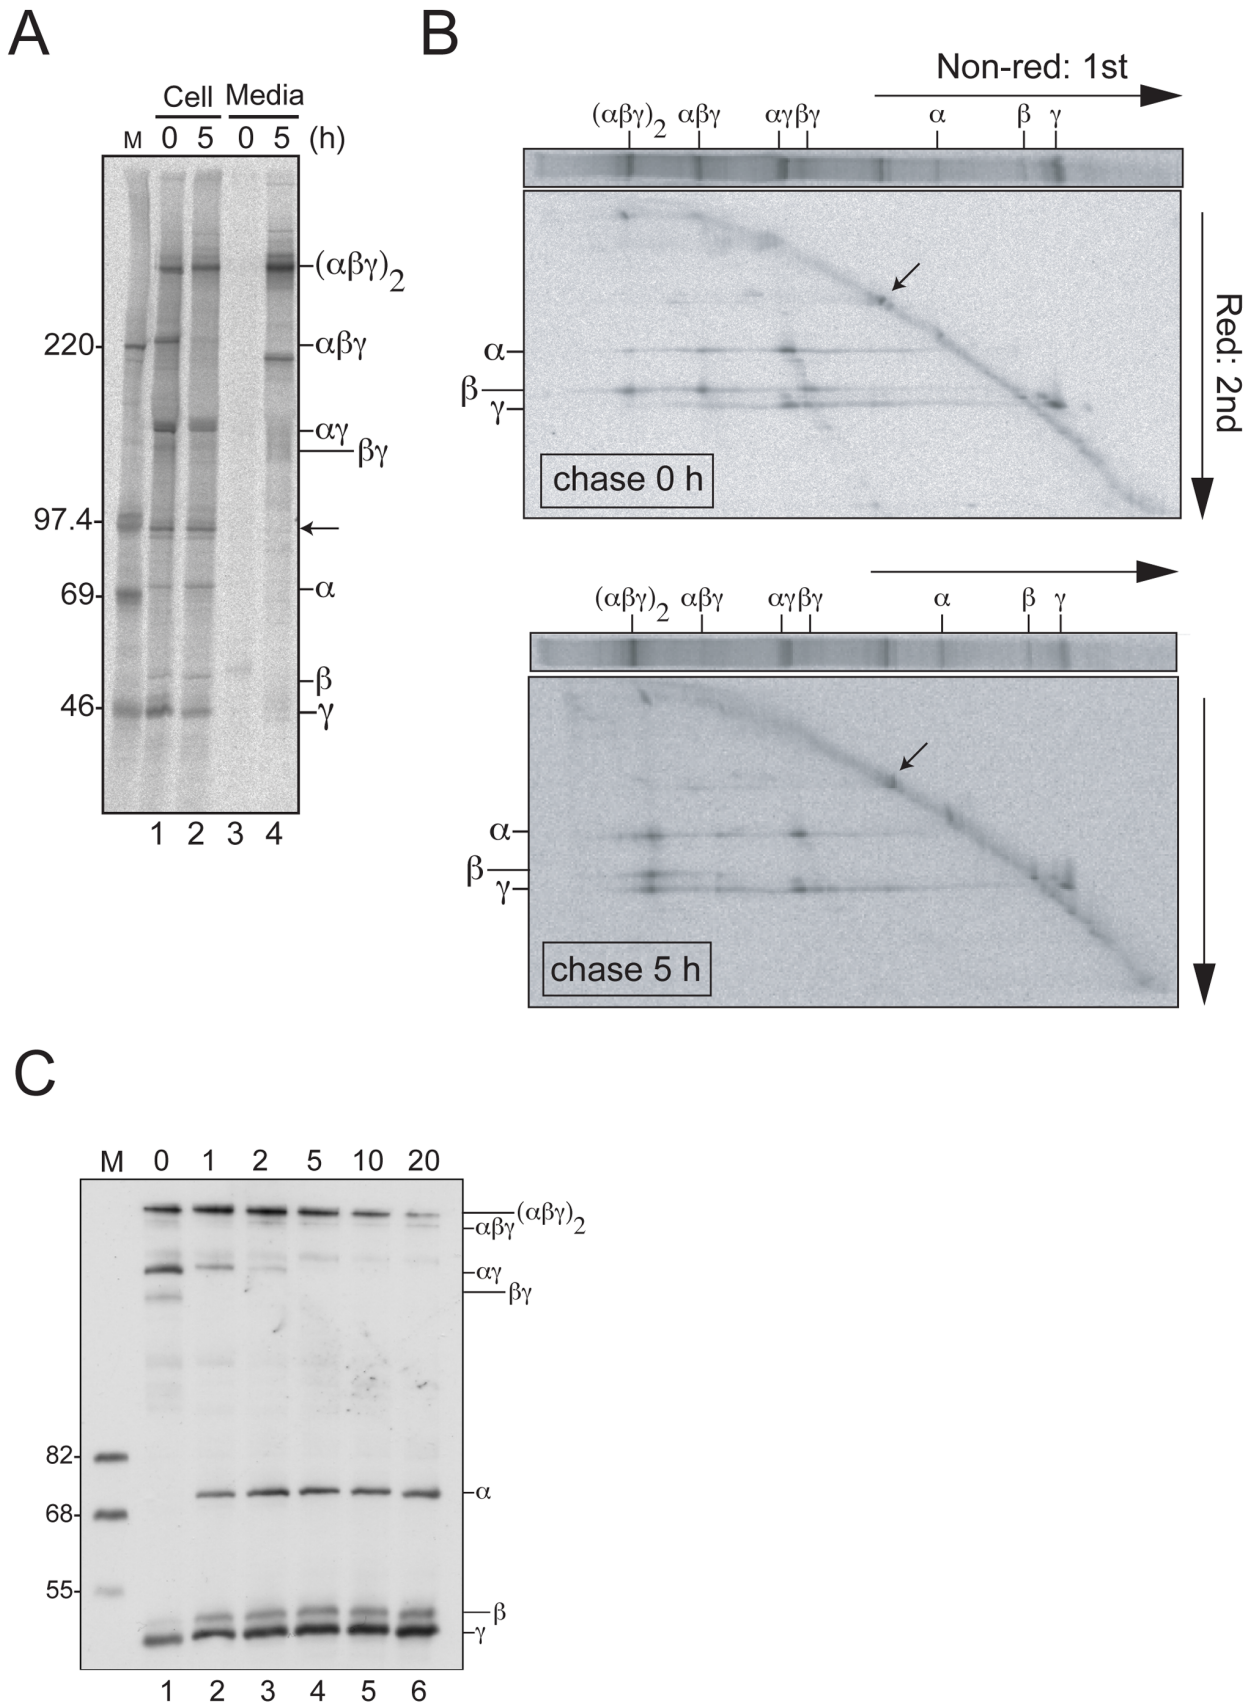 A
Cell Media
M 0 5 0 5 (h)
(αβγ)2
220
αβγ
αγ
βγ
97.4
69
α
β
46
γ
1 2 3 4
B
Non-red: 1st
(αβγ)2 αβγ αγ βγ α β γ
Red: 2nd
α
β
γ
chase 0 h
(αβγ)2 αβγ αγ βγ α β γ
α
β
γ
chase 5 h
C
M 0 1 2 5 10 20
(αβγ)2
αβγ
αγ
βγ
82
α
68
55
β
γ
1 2 3 4 5 6